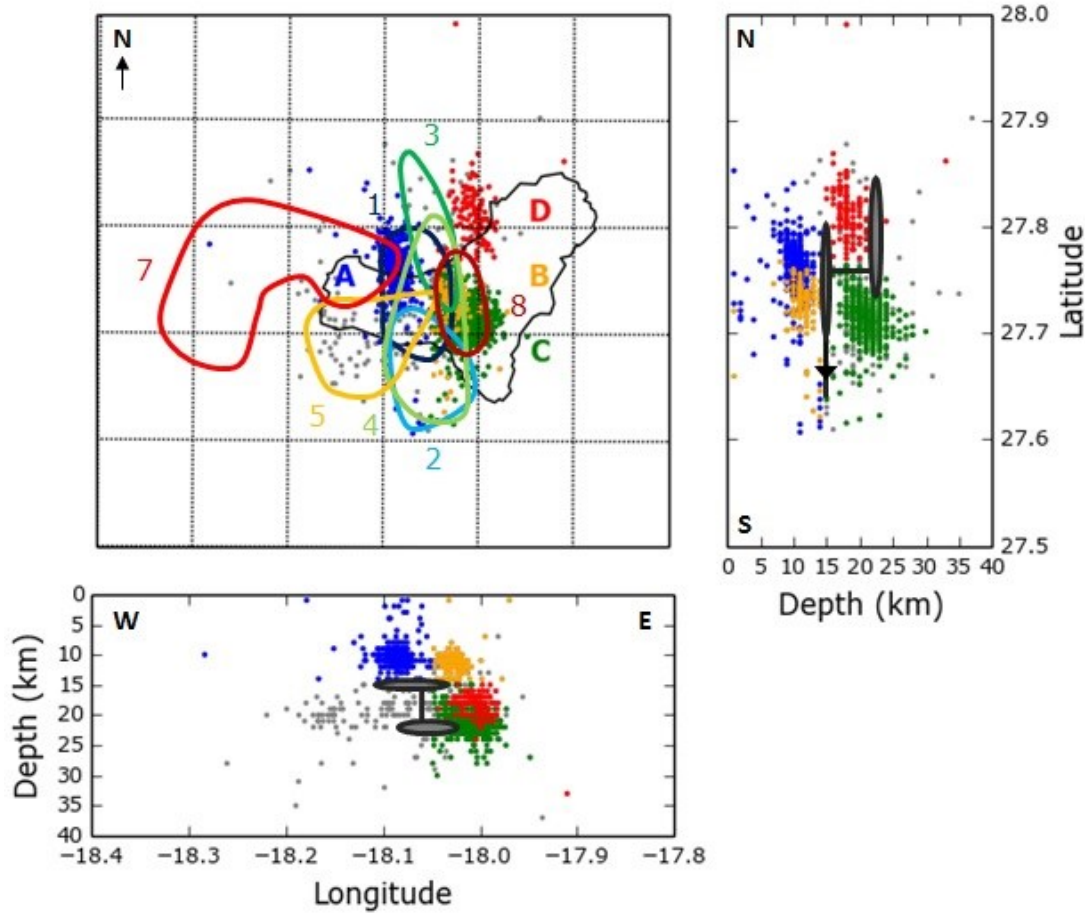 N
3
1
D
A
B
7
8
C
5
4
2
N
S
28.0
27.9
27.8
27.7
27.6
27.5
Latitude
0 5 10 15 20 25 30 35 40
Depth (km)
W
E
0
5
10
15
20
25
30
35
40
Depth (km)
−18.4 −18.3 −18.2 −18.1 −18.0 −17.9 −17.8
Longitude